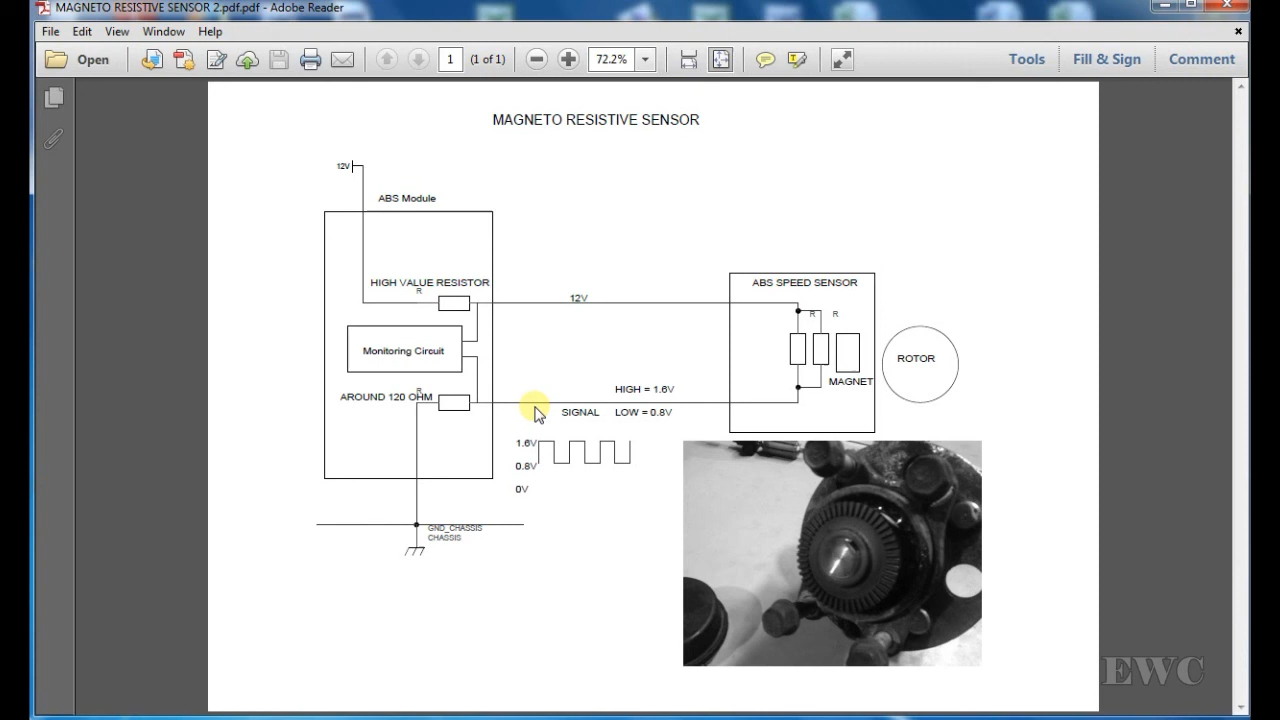 MAGNETO RESISTIVE SENSOR 2.pdf.pdf - Adobe Reader
File Edit View Window Help
Open 1 (1 of 1) 72.2% Tools Fill & Sign Comment
MAGNETO RESISTIVE SENSOR
12V
ABS Module
HIGH VALUE RESISTOR
R
12V
ABS SPEED SENSOR
R R
Monitoring Circuit
ROTOR
MAGNET
R
AROUND 120 OHM
HIGH = 1.6V
SIGNAL LOW = 0.8V
1.6V
0.8V
0V
GND_CHASSIS
CHASSIS
EWC